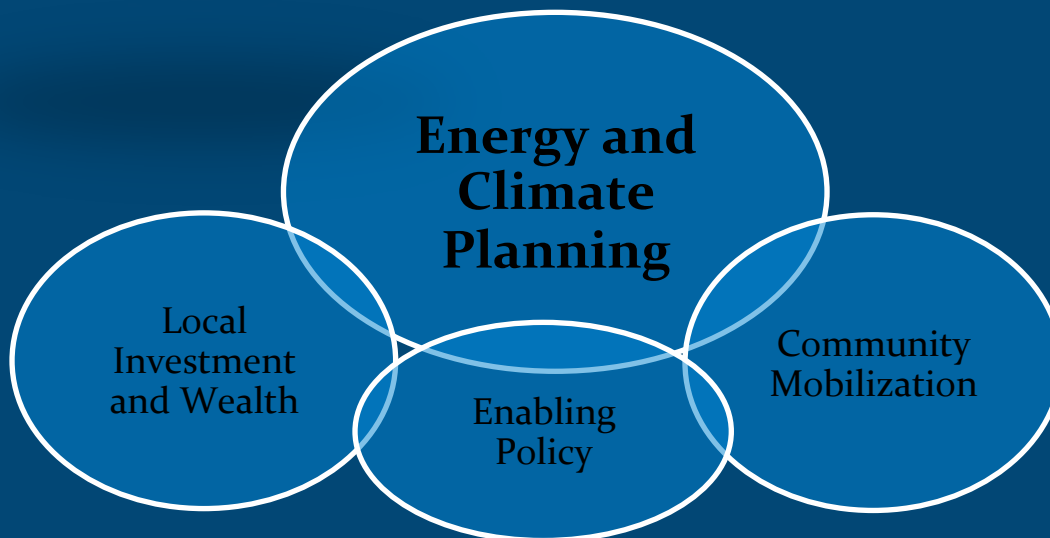 Energy and
Climate
Planning
Local
Investment
and Wealth
Enabling
Policy
Community
Mobilization